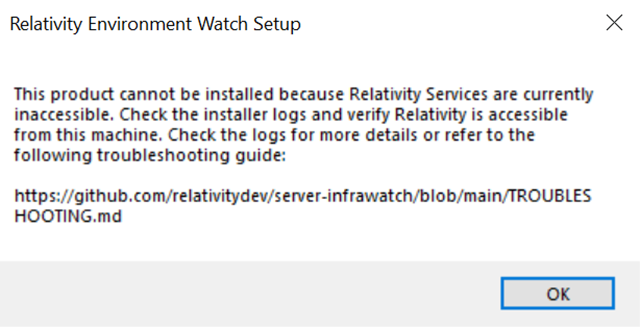 Relativity Environment Watch Setup
This product cannot be installed because Relativity Services are currently
inaccessible. Check the installer logs and verify Relativity is accessible
from this machine. Check the logs for more details or refer to the
following troubleshooting guide:
https://github.com/relativitydev/server-infrawatch/blob/main/TROUBLES
HOOTING.md
OK